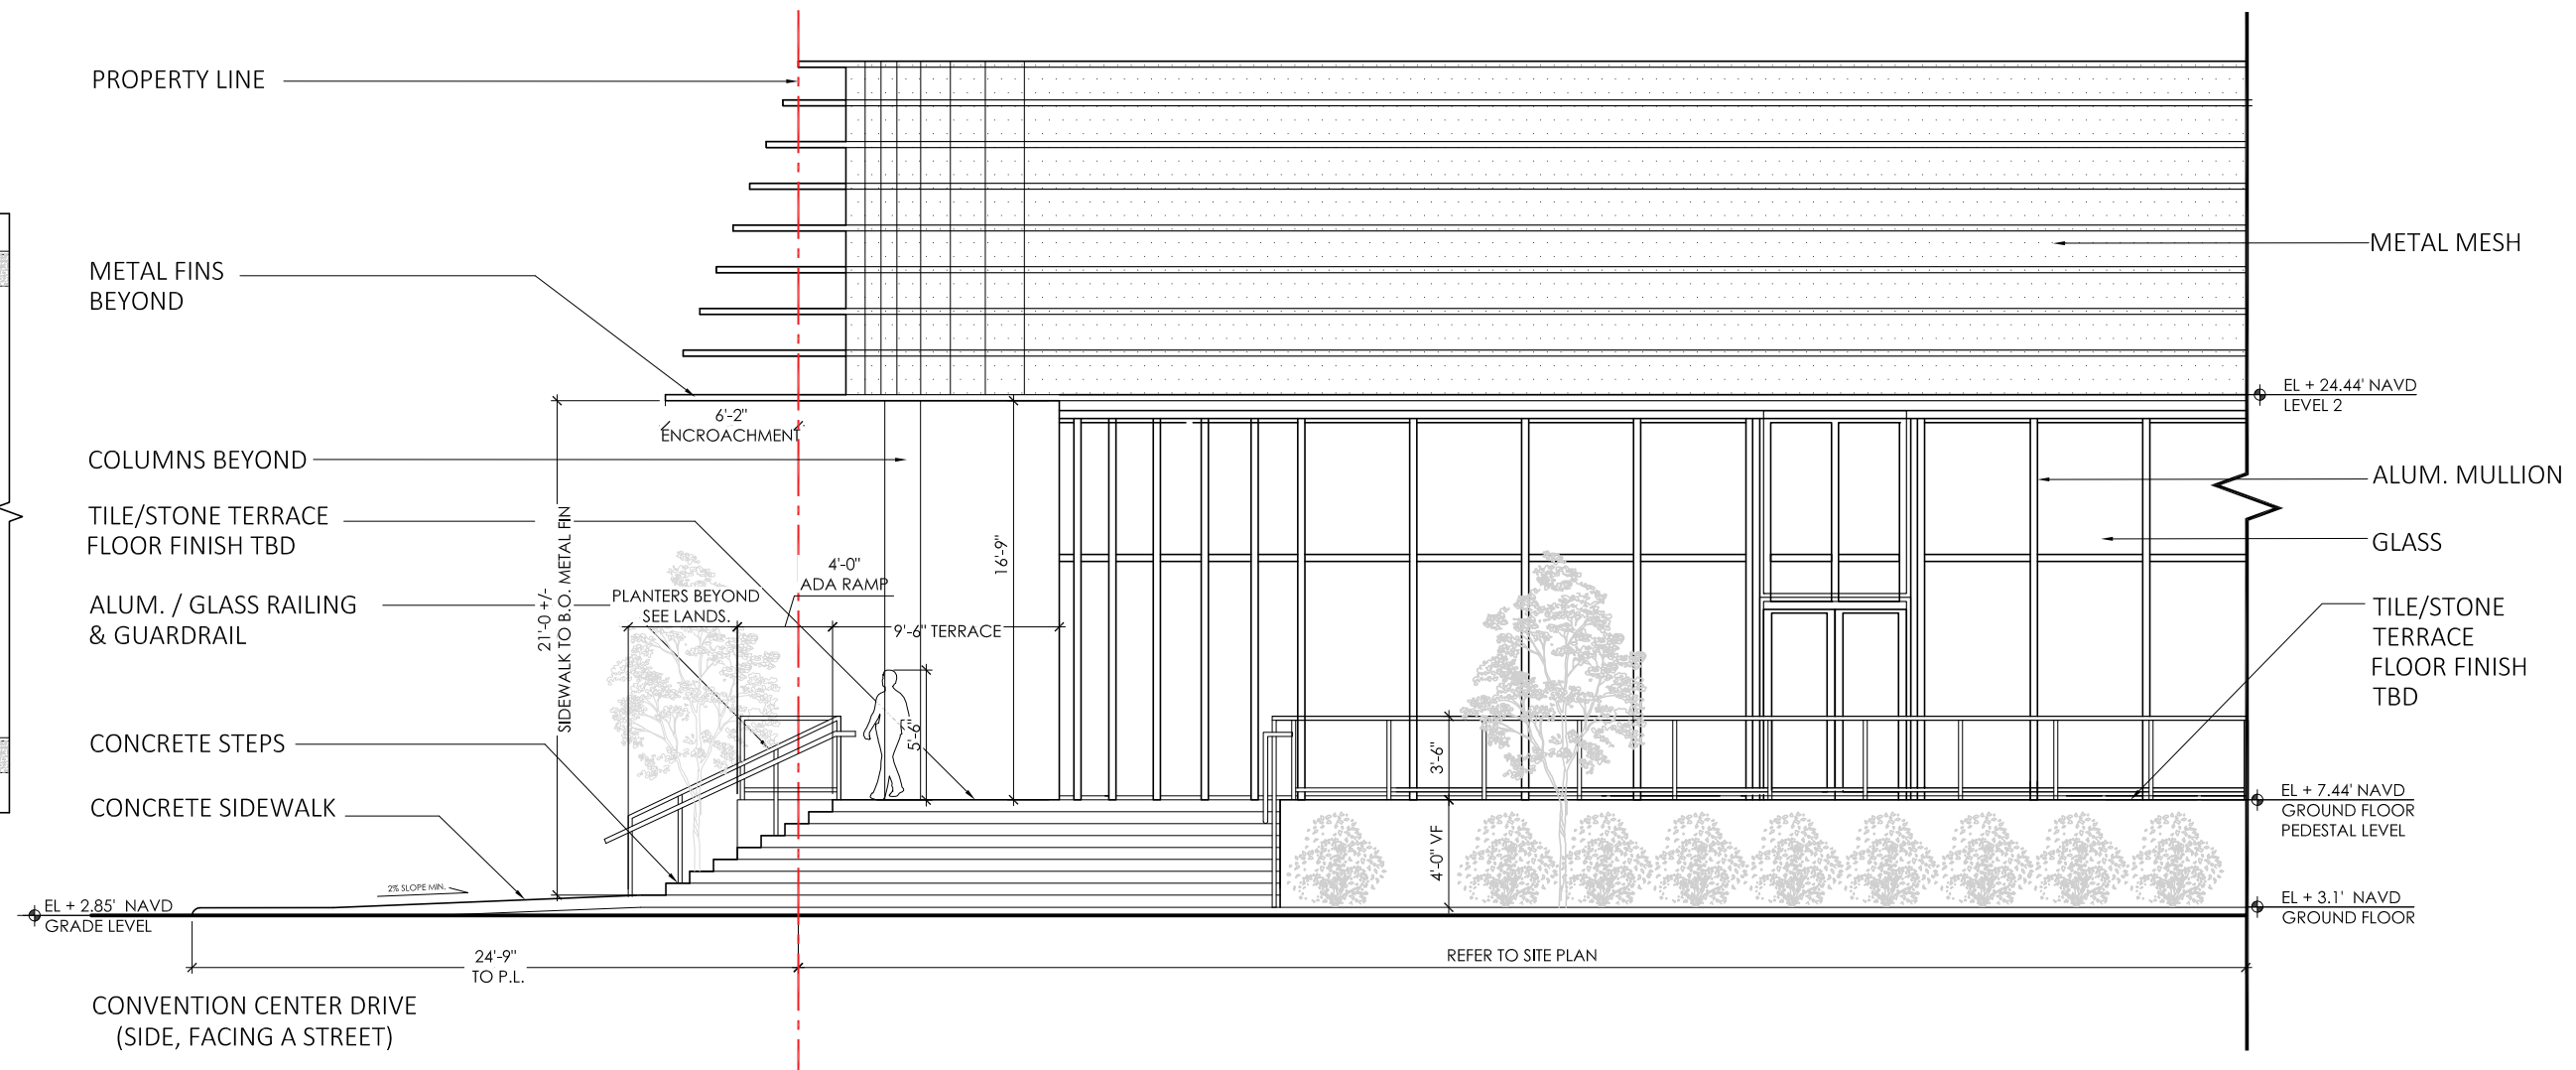 PROPERTY LINE
METAL FINS
BEYOND
COLUMNS BEYOND
TILE/STONE TERRACE
FLOOR FINISH TBD
ALUM. / GLASS RAILING
& GUARDRAIL
CONCRETE STEPS
CONCRETE SIDEWALK
EL + 2.85' NAVD
GRADE LEVEL
2% SLOPE MIN.
24'-9"
TO P.L.
CONVENTION CENTER DRIVE
(SIDE, FACING A STREET)
6'-2"
ENCROACHMENT
21'-0 +/-
SIDEWALK TO B.O. METAL FIN
PLANTERS BEYOND
SEE LANDS.
4'-0"
ADA RAMP
9'-6" TERRACE
16'-9"
5'-6"
3'-6"
4'-0" VF
REFER TO SITE PLAN
METAL MESH
EL + 24.44' NAVD
LEVEL 2
ALUM. MULLION
GLASS
TILE/STONE
TERRACE
FLOOR FINISH
TBD
EL + 7.44' NAVD
GROUND FLOOR
PEDESTAL LEVEL
EL + 3.1' NAVD
GROUND FLOOR